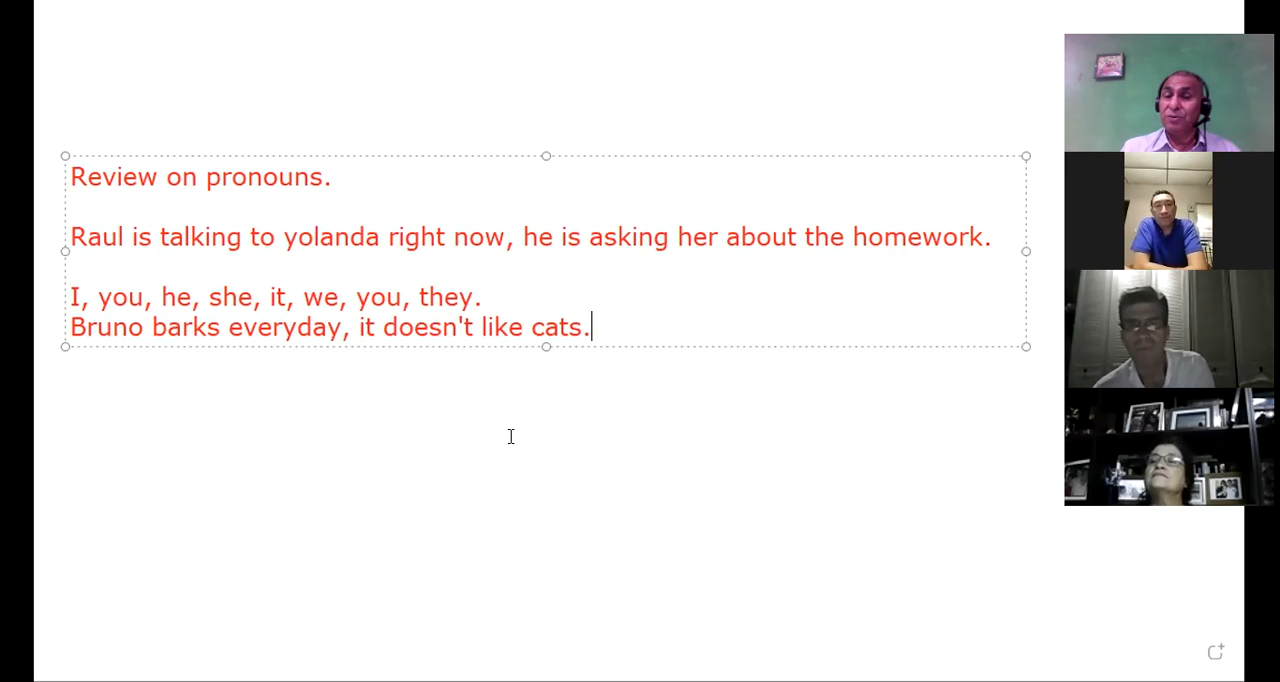 Review on pronouns.
Raul is talking to yolanda right now, he is asking her about the homework.
I, you, he, she, it, we, you, they.
Bruno barks everyday, it doesn't like cats.